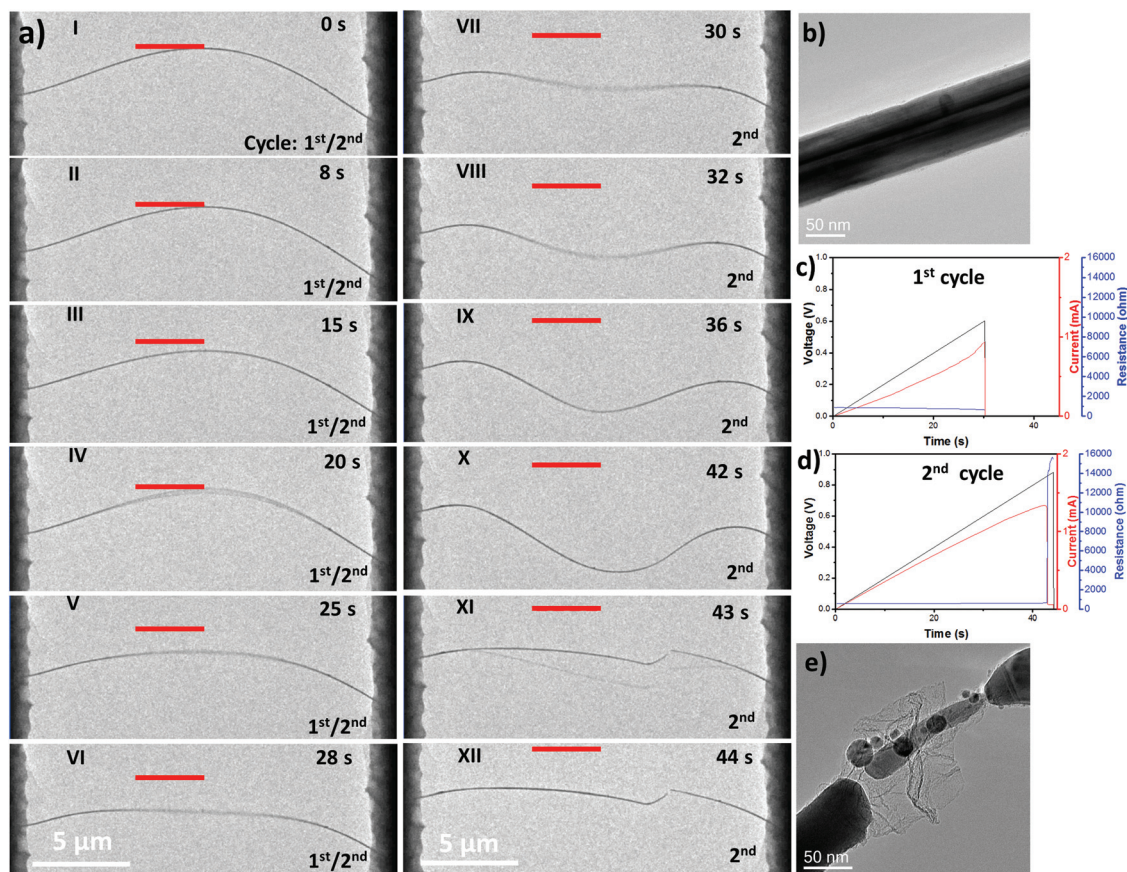 a)
I
0 s
Cycle: 1st/2nd
II
8 s
1st/2nd
III
15 s
1st/2nd
IV
20 s
1st/2nd
V
25 s
1st/2nd
VI
28 s
5 μm
1st/2nd
VII
30 s
2nd
VIII
32 s
2nd
IX
36 s
2nd
X
42 s
2nd
XI
43 s
2nd
XII
44 s
5 μm
2nd
b)
50 nm
c)
1st cycle
Voltage (V)
1.0
0.8
0.6
0.4
0.2
0.0
0
20
40
Time (s)
2
1
0
Current (mA)
16000
14000
12000
10000
8000
6000
4000
2000
0
Resistance (ohm)
d)
2nd cycle
Voltage (V)
1.0
0.8
0.6
0.4
0.2
0.0
0
20
40
Time (s)
2
1
0
Current (mA)
16000
14000
12000
10000
8000
6000
4000
2000
0
Resistance (ohm)
e)
50 nm